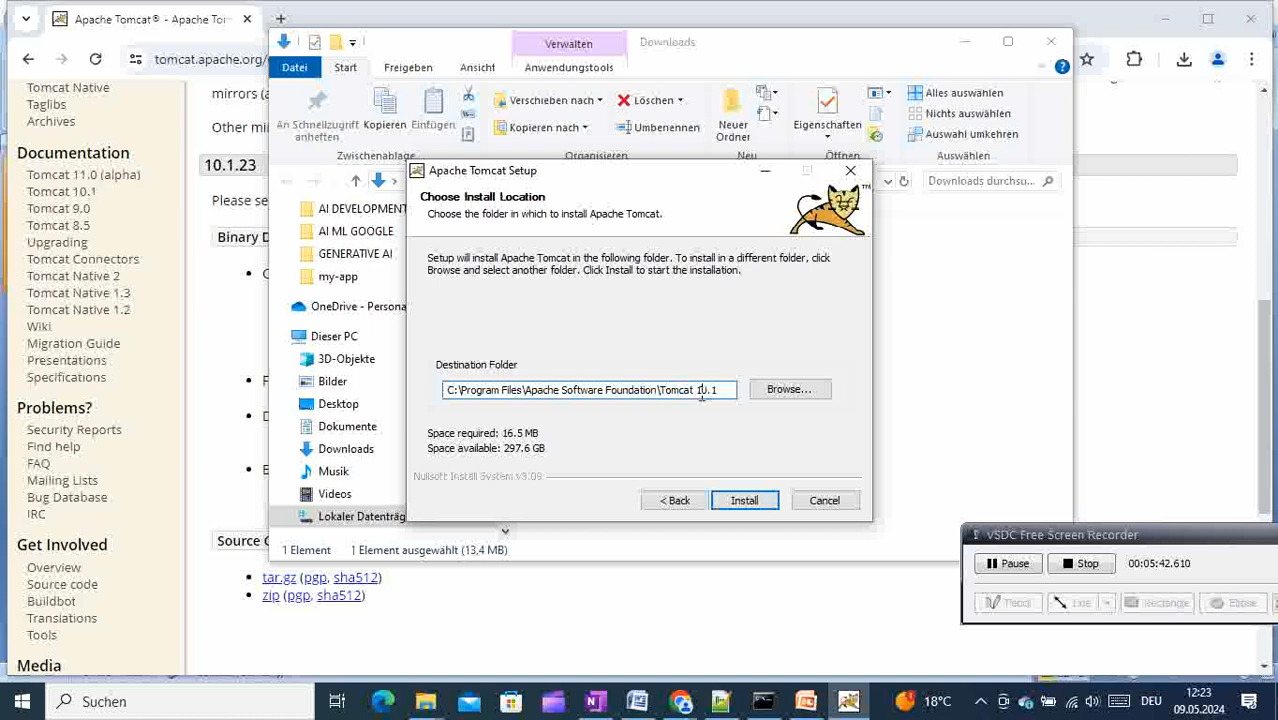 Apache Tomcat® - Apache To
tomcat.apache.org/
Tomcat Native
Taglibs
Archives
Documentation
Tomcat 11.0 (alpha)
Tomcat 10.1
Tomcat 9.0
Tomcat 8.5
Upgrading
Tomcat Connectors
Tomcat Native 2
Tomcat Native 1.3
Tomcat Native 1.2
Wiki
Migration Guide
Presentations
Specifications
Problems?
Security Reports
Find help
FAQ
Mailing Lists
Bug Database
IRC
Get Involved
Overview
Source code
Buildbot
Translations
Tools
Media
mirrors (a
Other mi
10.1.23
Please se
Binary D
Source C
tar.gz (pgp, sha512)
zip (pgp, sha512)
Verwalten
Downloads
Datei
Start
Freigeben
Ansicht
Anwendungstools
An Schnellzugriff
anheften
Kopieren
Einfügen
Zwischenablage
Verschieben nach
Löschen
Kopieren nach
Umbenennen
Organisieren
Neuer
Ordner
Neu
Eigenschaften
Öffnen
Alles auswählen
Nichts auswählen
Auswahl umkehren
Auswählen
Downloads durchsu...
AI DEVELOPMENT
AI ML GOOGLE
GENERATIVE AI
my-app
OneDrive - Persona
Dieser PC
3D-Objekte
Bilder
Desktop
Dokumente
Downloads
Musik
Videos
Lokaler Datenträg
1 Element
1 Element ausgewählt (13,4 MB)
Apache Tomcat Setup
Choose Install Location
Choose the folder in which to install Apache Tomcat.
TM
Setup will install Apache Tomcat in the following folder. To install in a different folder, click
Browse and select another folder. Click Install to start the installation.
Destination Folder
C:\Program Files\Apache Software Foundation\Tomcat 10.1
Browse...
Space required: 16.5 MB
Space available: 297.6 GB
Nullsoft Install System v3.09
< Back
Install
Cancel
VSDC Free Screen Recorder
Pause
Stop
00:05:42.610
Pencil
Line
Rectangle
Ellipse
Suchen
18°C
DEU
12:23
09.05.2024